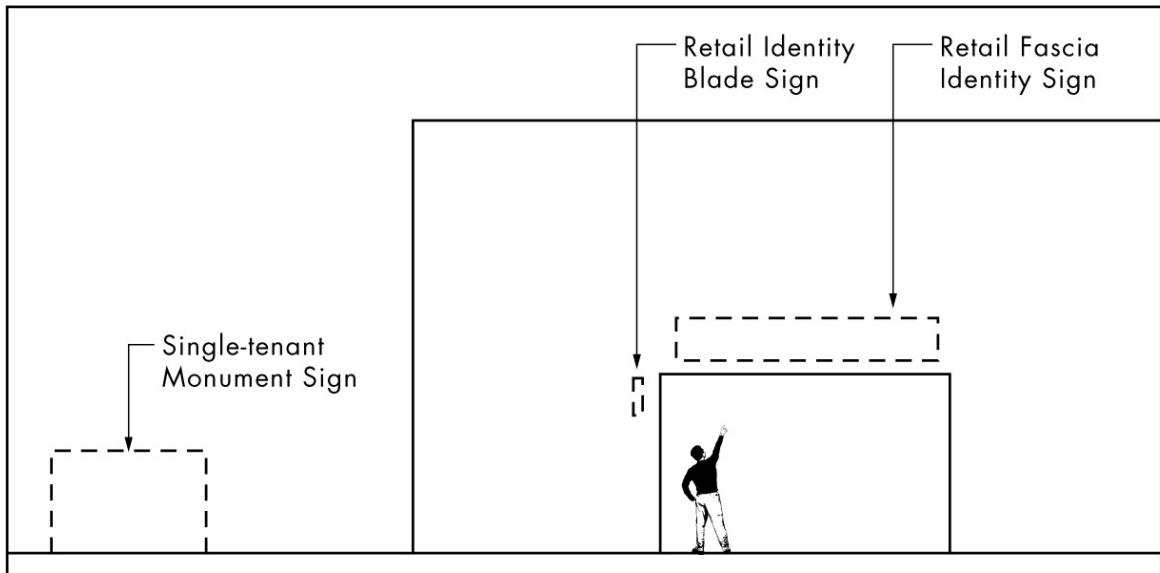 Retail Identity
Blade Sign
Retail Fascia
Identity Sign
Single-tenant
Monument Sign